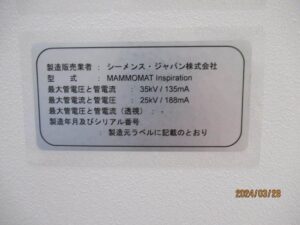 製造販売業者 : シーメンス・ジャパン株式会社
型 式 : MAMMOMAT Inspiration
最大管電圧と管電流 : 35kV / 135mA
最大管電流と管電圧 : 25kV / 188mA
最大管電圧と管電流(透視) : -
製造年月及びシリアル番号
: 製造元ラベルに記載のとおり
2024/03/28